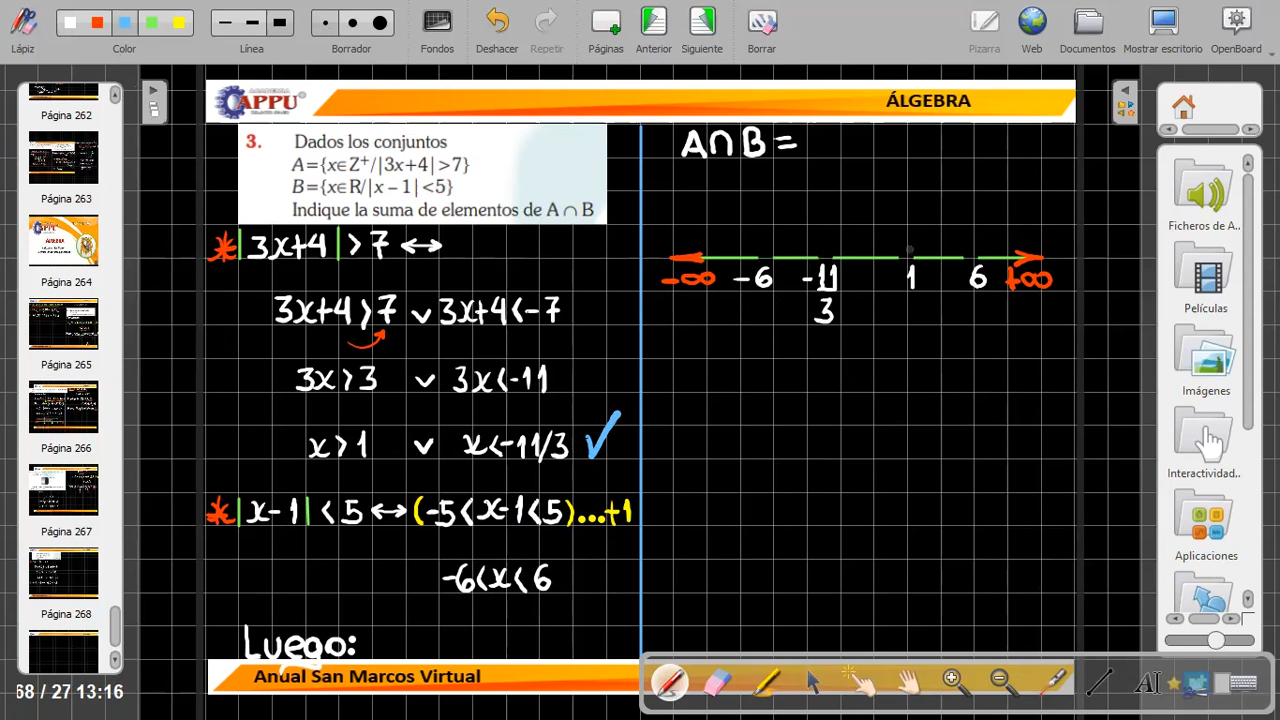 Lápiz
Color
Línea
Borrador
Fondos
Deshacer
Repetir
Páginas
Anterior
Siguiente
Borrar
Pizarra
Web
Documentos
Mostrar escritorio
OpenBoard
Página 262
Página 263
Página 264
Página 265
Página 266
Página 267
Página 268
68 / 27 13:16
ACADEMIA
APPU
ÁLGEBRA
3. Dados los conjuntos
A={x∈Z⁺/|3x+4|>7}
B={x∈R/|x – 1|<5}
Indique la suma de elementos de A ∩ B
* |3x+4| > 7 ↔
3x+4 > 7 ∨ 3x+4 < -7
3x > 3 ∨ 3x < -11
x > 1 ∨ x < -11/3 ✓
* |x-1| < 5 ↔ (-5 < x-1 < 5)...+1
-6 < x < 6
Luego:
A∩B =
-∞ -6 -11 1 6 +∞
3
Anual San Marcos Virtual
Ficheros de A...
Películas
Imágenes
Interactividad...
Aplicaciones